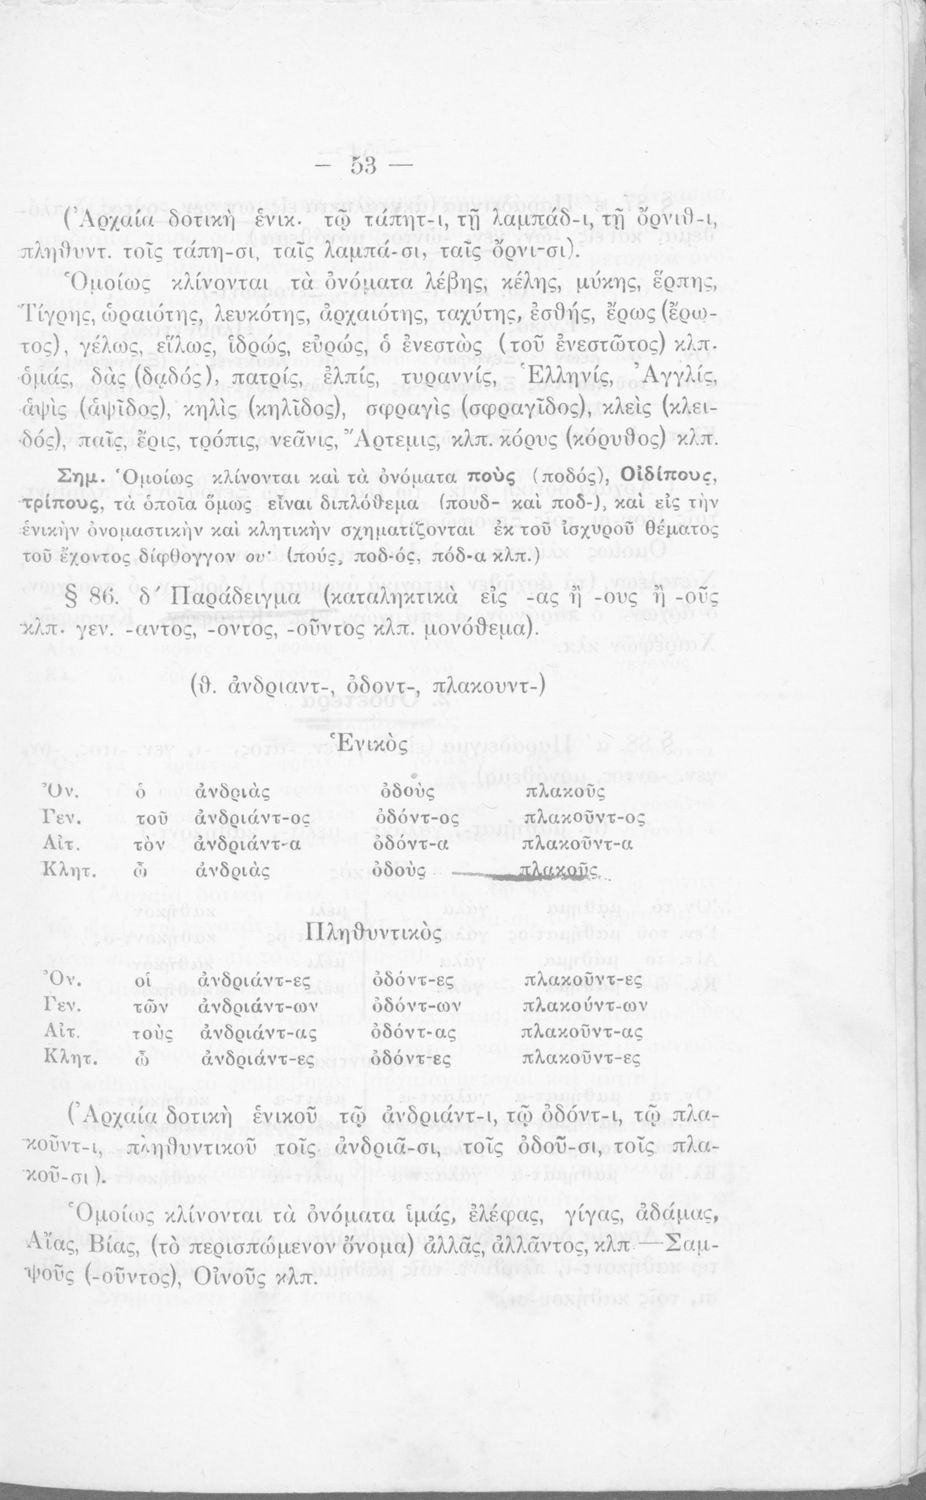 — 53 —
(Ἀρχαία δοτικὴ ἑνικ. τῷ τάπητ-ι, τῇ λαμπάδ-ι, τῇ ὄρνιθ-ι,
πληθυντ. τοῖς τάπη-σι, ταῖς λαμπά-σι, ταῖς ὄρνι-σι).
Ὁμοίως κλίνονται τὰ ὀνόματα λέβης, κέλης, μύκης, ἕρπης,
Τίγρης, ὡραιότης, λευκότης, ἀρχαιότης, ταχύτης, ἐσθής, ἔρως (ἔρω-
τος), γέλως, εἵλως, ἱδρώς, εὐρώς, ὁ ἐνεστὼς (τοῦ ἐνεστῶτος) κλπ.
ὁμάς, δὰς (δᾳδός), πατρίς, ἐλπίς, τυραννίς, Ἑλληνίς, Ἀγγλίς,
ἁψὶς (ἁψῖδος), κηλὶς (κηλῖδος), σφραγὶς (σφραγῖδος), κλεὶς (κλει-
δός), παῖς, ἔρις, τρόπις, νεᾶνις, Ἄρτεμις, κλπ. κόρυς (κόρυθος) κλπ.
Σημ. Ὁμοίως κλίνονται καὶ τὰ ὀνόματα ποὺς (ποδός), Οἰδίπους,
τρίπους, τὰ ὁποῖα ὅμως εἶναι διπλόθεμα (πουδ- καὶ ποδ-), καὶ εἰς τὴν
ἑνικὴν ὀνομαστικὴν καὶ κλητικὴν σχηματίζονται ἐκ τοῦ ἰσχυροῦ θέματος
τοῦ ἔχοντος δίφθογγον ου· (πούς, ποδ-ός, πόδ-α κλπ.)
§ 86. δ′ Παράδειγμα (καταληκτικὰ εἰς -ας ἢ -ους ἢ -οῦς
κλπ. γεν. -αντος, -οντος, -οῦντος κλπ. μονόθεμα).
(θ. ἀνδριαντ-, ὀδοντ-, πλακουντ-)
Ἑνικὸς
Ὀν. ὁ ἀνδριὰς ὀδοὺς πλακοῦς
Γεν. τοῦ ἀνδριάντ-ος ὀδόντ-ος πλακοῦντ-ος
Αἰτ. τὸν ἀνδριάντ-α ὀδόντ-α πλακοῦντ-α
Κλητ. ὦ ἀνδριὰς ὀδοὺς πλακοῦς
Πληθυντικὸς
Ὀν. οἱ ἀνδριάντ-ες ὀδόντ-ες πλακοῦντ-ες
Γεν. τῶν ἀνδριάντ-ων ὀδόντ-ων πλακούντ-ων
Αἰτ. τοὺς ἀνδριάντ-ας ὀδόντ-ας πλακοῦντ-ας
Κλητ. ὦ ἀνδριάντ-ες ὀδόντ-ες πλακοῦντ-ες
(Ἀρχαία δοτικὴ ἑνικοῦ τῷ ἀνδριάντ-ι, τῷ ὀδόντ-ι, τῷ πλα-
κοῦντ-ι, πληθυντικοῦ τοῖς ἀνδριᾶ-σι, τοῖς ὀδοῦ-σι, τοῖς πλα-
κοῦ-σι).
Ὁμοίως κλίνονται τὰ ὀνόματα ἱμάς, ἐλέφας, γίγας, ἀδάμας,
Αἴας, Βίας, (τὸ περισπώμενον ὄνομα) ἀλλᾶς, ἀλλᾶντος, κλπ —Σαμ-
ψοῦς (-οῦντος), Οἰνοῦς κλπ.